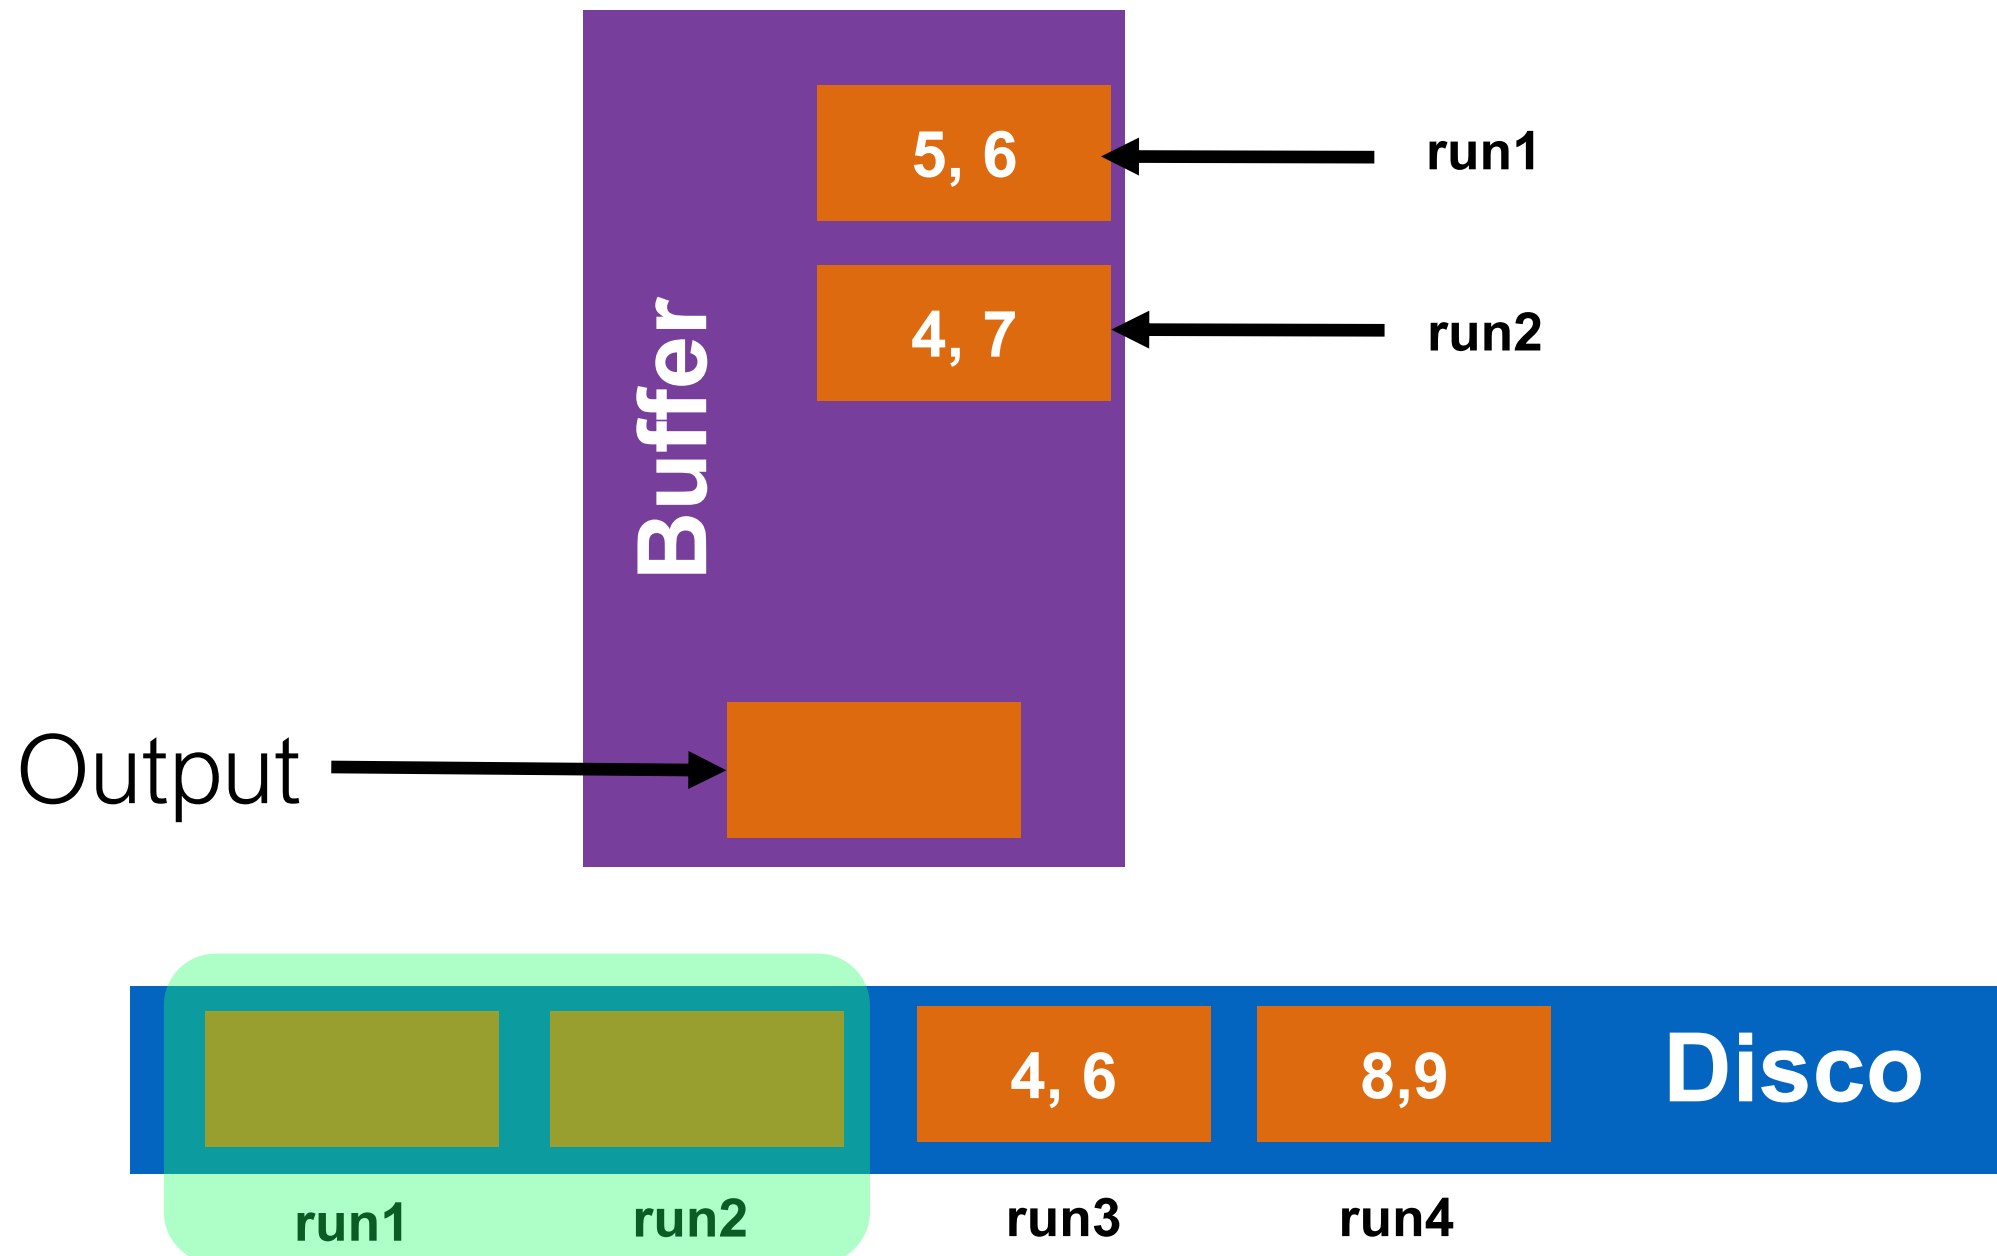 5, 6
run1
4, 7
run2
Buffer
Output
4, 6
8,9
Disco
run1
run2
run3
run4